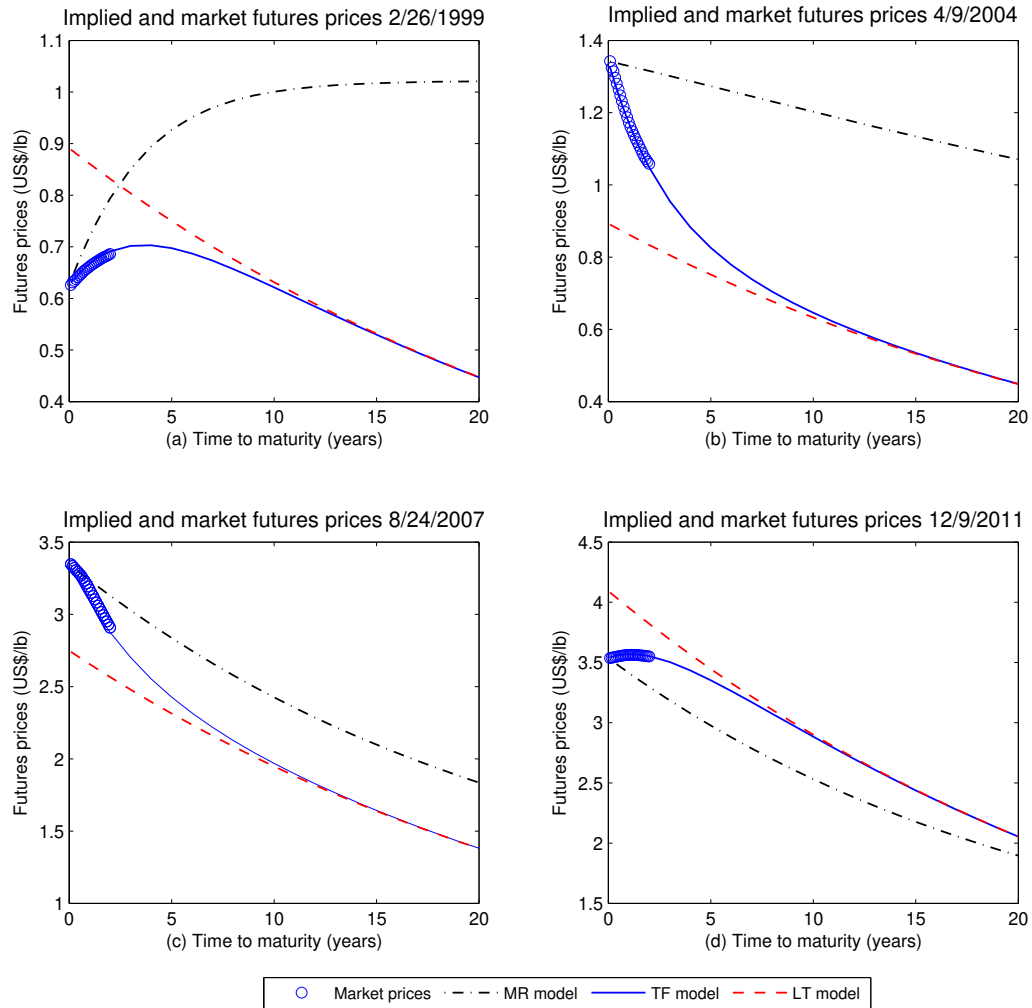 Implied and market futures prices 2/26/1999
1.1
1
0.9
0.8
0.7
0.6
0.5
0.4
Futures prices (US$/lb)
0 5 10 15 20
(a) Time to maturity (years)
Implied and market futures prices 4/9/2004
1.4
1.2
1
0.8
0.6
0.4
Futures prices (US$/lb)
0 5 10 15 20
(b) Time to maturity (years)
Implied and market futures prices 8/24/2007
3.5
3
2.5
2
1.5
1
Futures prices (US$/lb)
0 5 10 15 20
(c) Time to maturity (years)
Implied and market futures prices 12/9/2011
4.5
4
3.5
3
2.5
2
1.5
Futures prices (US$/lb)
0 5 10 15 20
(d) Time to maturity (years)
Market prices MR model TF model LT model